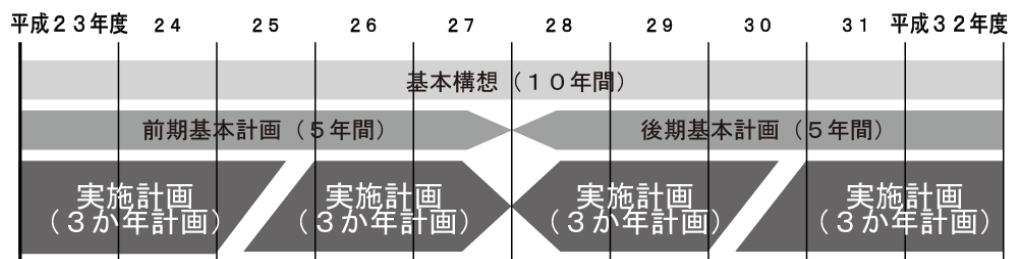 平成２３年度 ２４ ２５ ２６ ２７ ２８ ２９ ３０ ３１ 平成３２年度
基本構想（１０年間）
前期基本計画（５年間） 後期基本計画（５年間）
実施計画 実施計画 実施計画 実施計画
（３か年計画） （３か年計画） （３か年計画） （３か年計画）